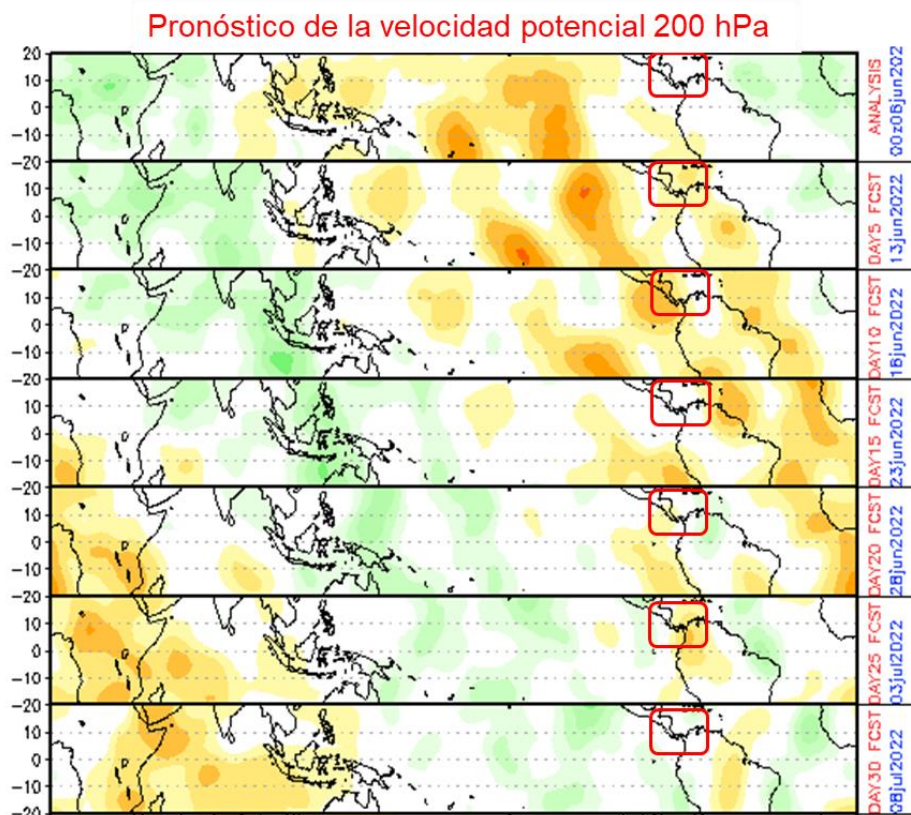 Pronóstico de la velocidad potencial 200 hPa
20
10
0
−10
−20
ANALYSIS
00z08jun202
10
0
−10
−20
DAY5 FCST
13jun2022
10
0
−10
−20
DAY10 FCST
18jun2022
10
0
−10
−20
DAY15 FCST
23jun2022
10
0
−10
−20
DAY20 FCST
28jun2022
10
0
−10
−20
DAY25 FCST
03jul2022
10
0
−10
−20
DAY30 FCST
08jul2022